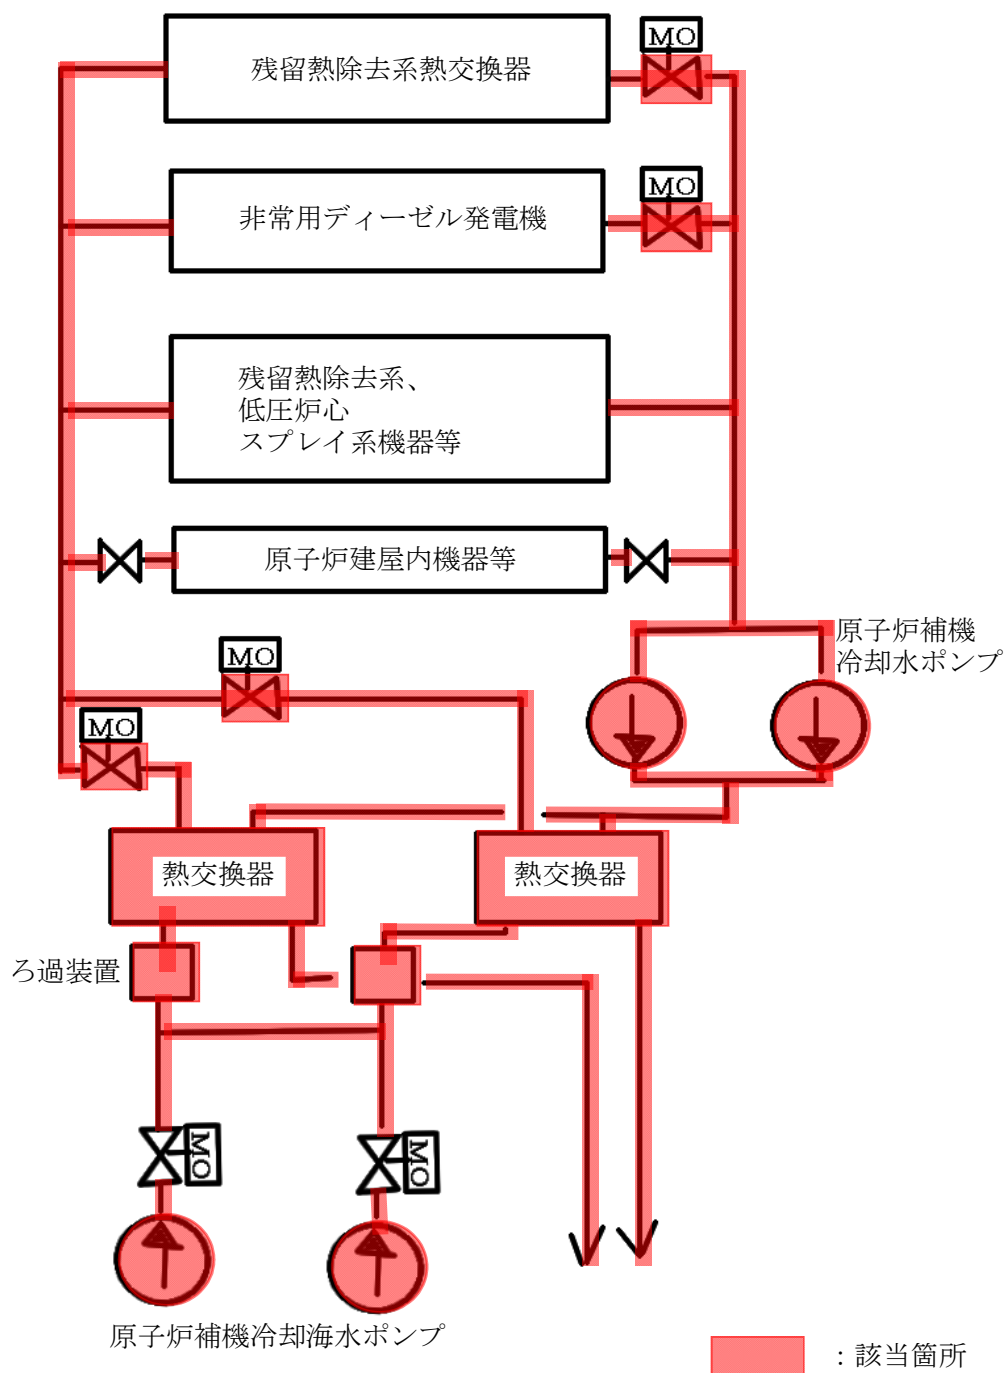 MO
残留熱除去系熱交換器
MO
非常用ディーゼル発電機
残留熱除去系、
低圧炉心
スプレイ系機器等
原子炉建屋内機器等
原子炉補機
冷却水ポンプ
MO
MO
熱交換器
熱交換器
ろ過装置
MO
MO
原子炉補機冷却海水ポンプ
：該当箇所